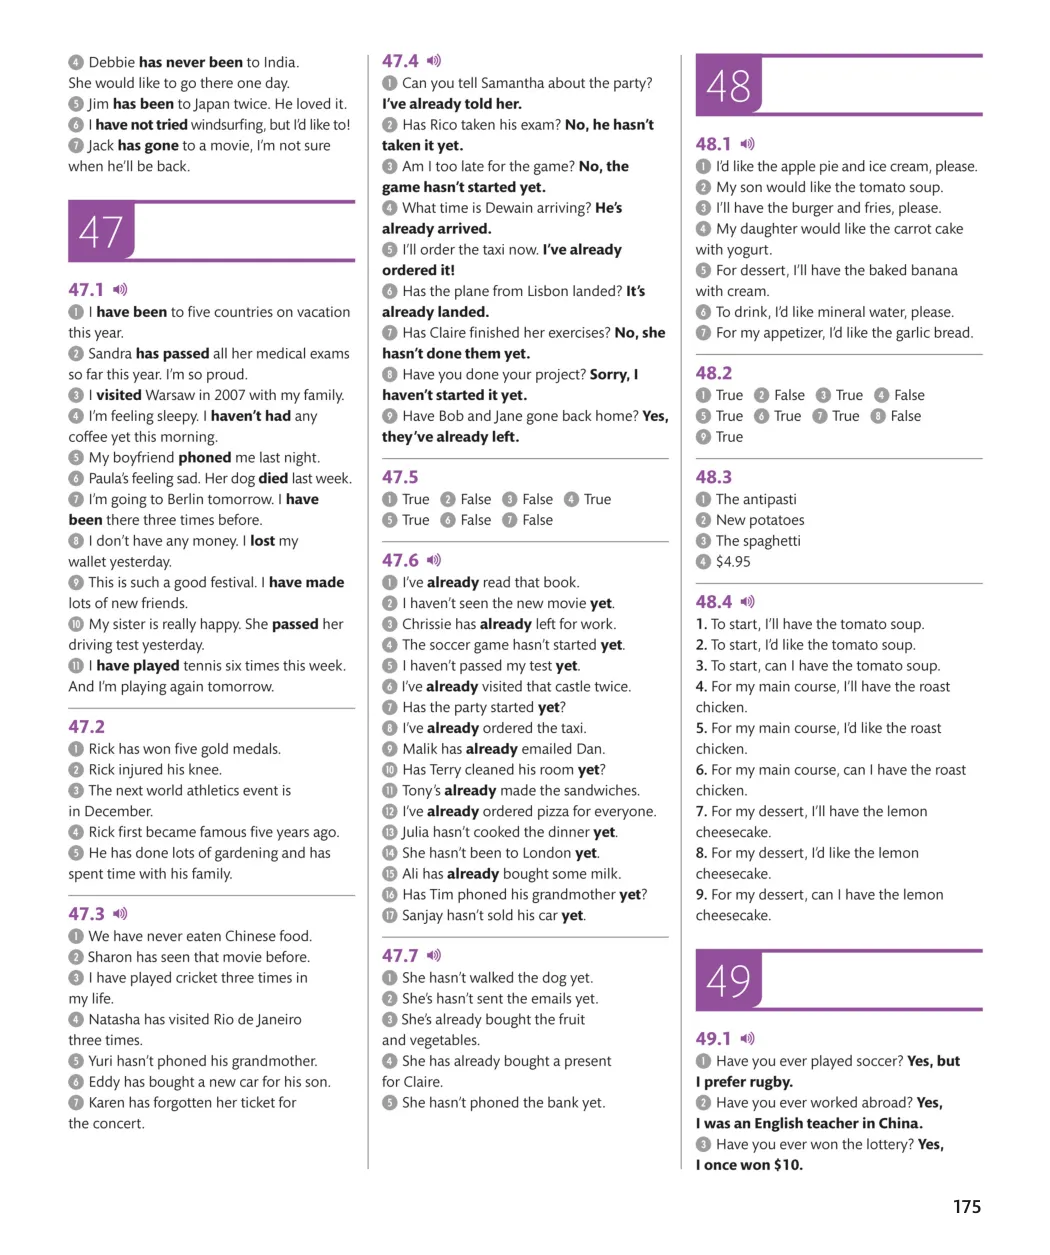 4 Debbie has never been to India.
She would like to go there one day.
5 Jim has been to Japan twice. He loved it.
6 I have not tried windsurfing, but I'd like to!
7 Jack has gone to a movie, I'm not sure
when he'll be back.
47
47.1
1 I have been to five countries on vacation
this year.
2 Sandra has passed all her medical exams
so far this year. I'm so proud.
3 I visited Warsaw in 2007 with my family.
4 I'm feeling sleepy. I haven't had any
coffee yet this morning.
5 My boyfriend phoned me last night.
6 Paula's feeling sad. Her dog died last week.
7 I'm going to Berlin tomorrow. I have
been there three times before.
8 I don't have any money. I lost my
wallet yesterday.
9 This is such a good festival. I have made
lots of new friends.
10 My sister is really happy. She passed her
driving test yesterday.
11 I have played tennis six times this week.
And I'm playing again tomorrow.
47.2
1 Rick has won five gold medals.
2 Rick injured his knee.
3 The next world athletics event is
in December.
4 Rick first became famous five years ago.
5 He has done lots of gardening and has
spent time with his family.
47.3
1 We have never eaten Chinese food.
2 Sharon has seen that movie before.
3 I have played cricket three times in
my life.
4 Natasha has visited Rio de Janeiro
three times.
5 Yuri hasn't phoned his grandmother.
6 Eddy has bought a new car for his son.
7 Karen has forgotten her ticket for
the concert.
47.4
1 Can you tell Samantha about the party?
I've already told her.
2 Has Rico taken his exam? No, he hasn't
taken it yet.
3 Am I too late for the game? No, the
game hasn't started yet.
4 What time is Dewain arriving? He's
already arrived.
5 I'll order the taxi now. I've already
ordered it!
6 Has the plane from Lisbon landed? It's
already landed.
7 Has Claire finished her exercises? No, she
hasn't done them yet.
8 Have you done your project? Sorry, I
haven't started it yet.
9 Have Bob and Jane gone back home? Yes,
they've already left.
47.5
1 True 2 False 3 False 4 True
5 True 6 False 7 False
47.6
1 I've already read that book.
2 I haven't seen the new movie yet.
3 Chrissie has already left for work.
4 The soccer game hasn't started yet.
5 I haven't passed my test yet.
6 I've already visited that castle twice.
7 Has the party started yet?
8 I've already ordered the taxi.
9 Malik has already emailed Dan.
10 Has Terry cleaned his room yet?
11 Tony's already made the sandwiches.
12 I've already ordered pizza for everyone.
13 Julia hasn't cooked the dinner yet.
14 She hasn't been to London yet.
15 Ali has already bought some milk.
16 Has Tim phoned his grandmother yet?
17 Sanjay hasn't sold his car yet.
47.7
1 She hasn't walked the dog yet.
2 She's hasn't sent the emails yet.
3 She's already bought the fruit
and vegetables.
4 She has already bought a present
for Claire.
5 She hasn't phoned the bank yet.
48
48.1
1 I'd like the apple pie and ice cream, please.
2 My son would like the tomato soup.
3 I'll have the burger and fries, please.
4 My daughter would like the carrot cake
with yogurt.
5 For dessert, I'll have the baked banana
with cream.
6 To drink, I'd like mineral water, please.
7 For my appetizer, I'd like the garlic bread.
48.2
1 True 2 False 3 True 4 False
5 True 6 True 7 True 8 False
9 True
48.3
1 The antipasti
2 New potatoes
3 The spaghetti
4 $4.95
48.4
1. To start, I'll have the tomato soup.
2. To start, I'd like the tomato soup.
3. To start, can I have the tomato soup.
4. For my main course, I'll have the roast
chicken.
5. For my main course, I'd like the roast
chicken.
6. For my main course, can I have the roast
chicken.
7. For my dessert, I'll have the lemon
cheesecake.
8. For my dessert, I'd like the lemon
cheesecake.
9. For my dessert, can I have the lemon
cheesecake.
49
49.1
1 Have you ever played soccer? Yes, but
I prefer rugby.
2 Have you ever worked abroad? Yes,
I was an English teacher in China.
3 Have you ever won the lottery? Yes,
I once won $10.
175